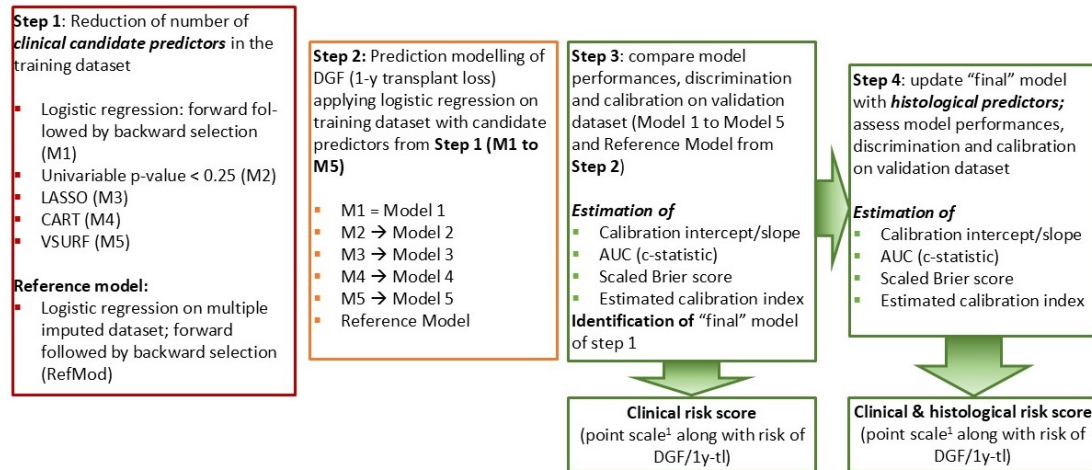 Step 1: Reduction of number of
clinical candidate predictors in the
training dataset
▪ Logistic regression: forward fol-
lowed by backward selection
(M1)
▪ Univariable p-value < 0.25 (M2)
▪ LASSO (M3)
▪ CART (M4)
▪ VSURF (M5)
Reference model:
▪ Logistic regression on multiple
imputed dataset; forward
followed by backward selection
(RefMod)
Step 2: Prediction modelling of
DGF (1-y transplant loss)
applying logistic regression on
training dataset with candidate
predictors from Step 1 (M1 to
M5)
▪ M1 = Model 1
▪ M2 → Model 2
▪ M3 → Model 3
▪ M4 → Model 4
▪ M5 → Model 5
▪ Reference Model
Step 3: compare model
performances, discrimination
and calibration on validation
dataset (Model 1 to Model 5
and Reference Model from
Step 2)
Estimation of
▪ Calibration intercept/slope
▪ AUC (c-statistic)
▪ Scaled Brier score
▪ Estimated calibration index
Identification of “final” model
of step 1
Clinical risk score
(point scale¹ along with risk of
DGF/1y-tl)
Step 4: update “final” model
with histological predictors;
assess model performances,
discrimination and calibration
on validation dataset
Estimation of
▪ Calibration intercept/slope
▪ AUC (c-statistic)
▪ Scaled Brier score
▪ Estimated calibration index
Clinical & histological risk score
(point scale¹ along with risk of
DGF/1y-tl)